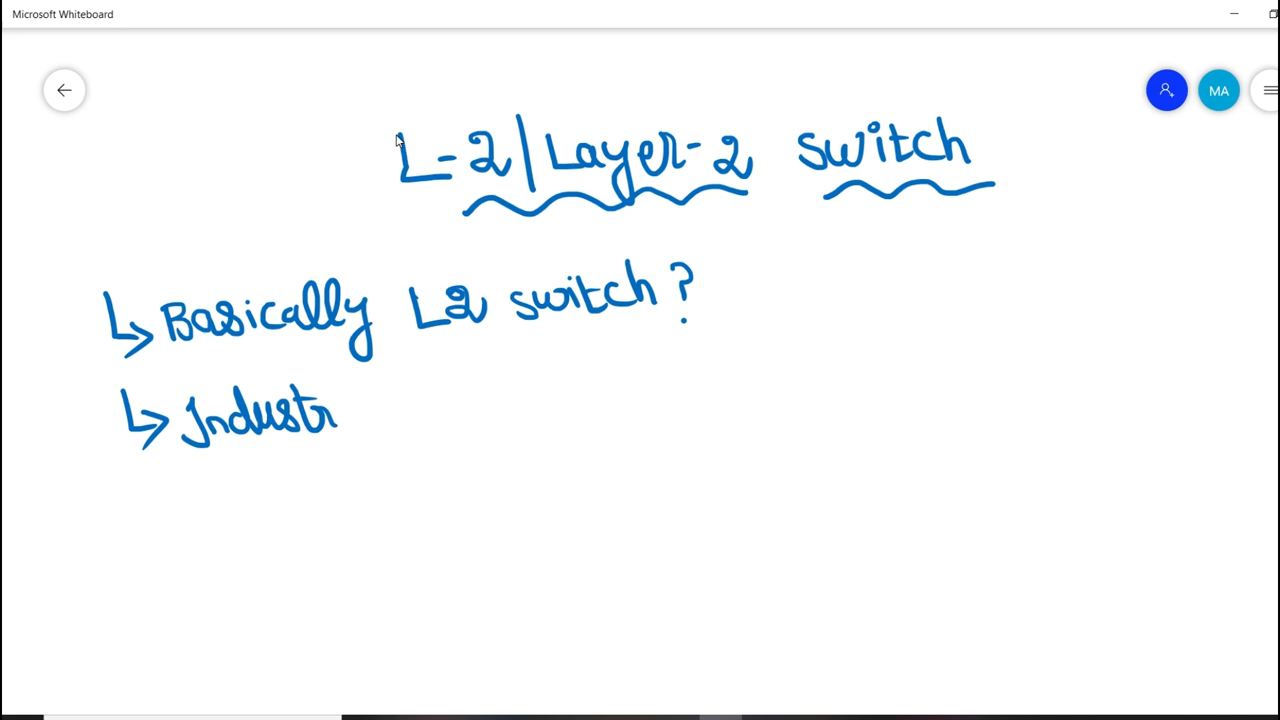 Microsoft Whiteboard
MA
L-2|Layer-2 switch
↳ Basically L2 switch?
↳ Industr